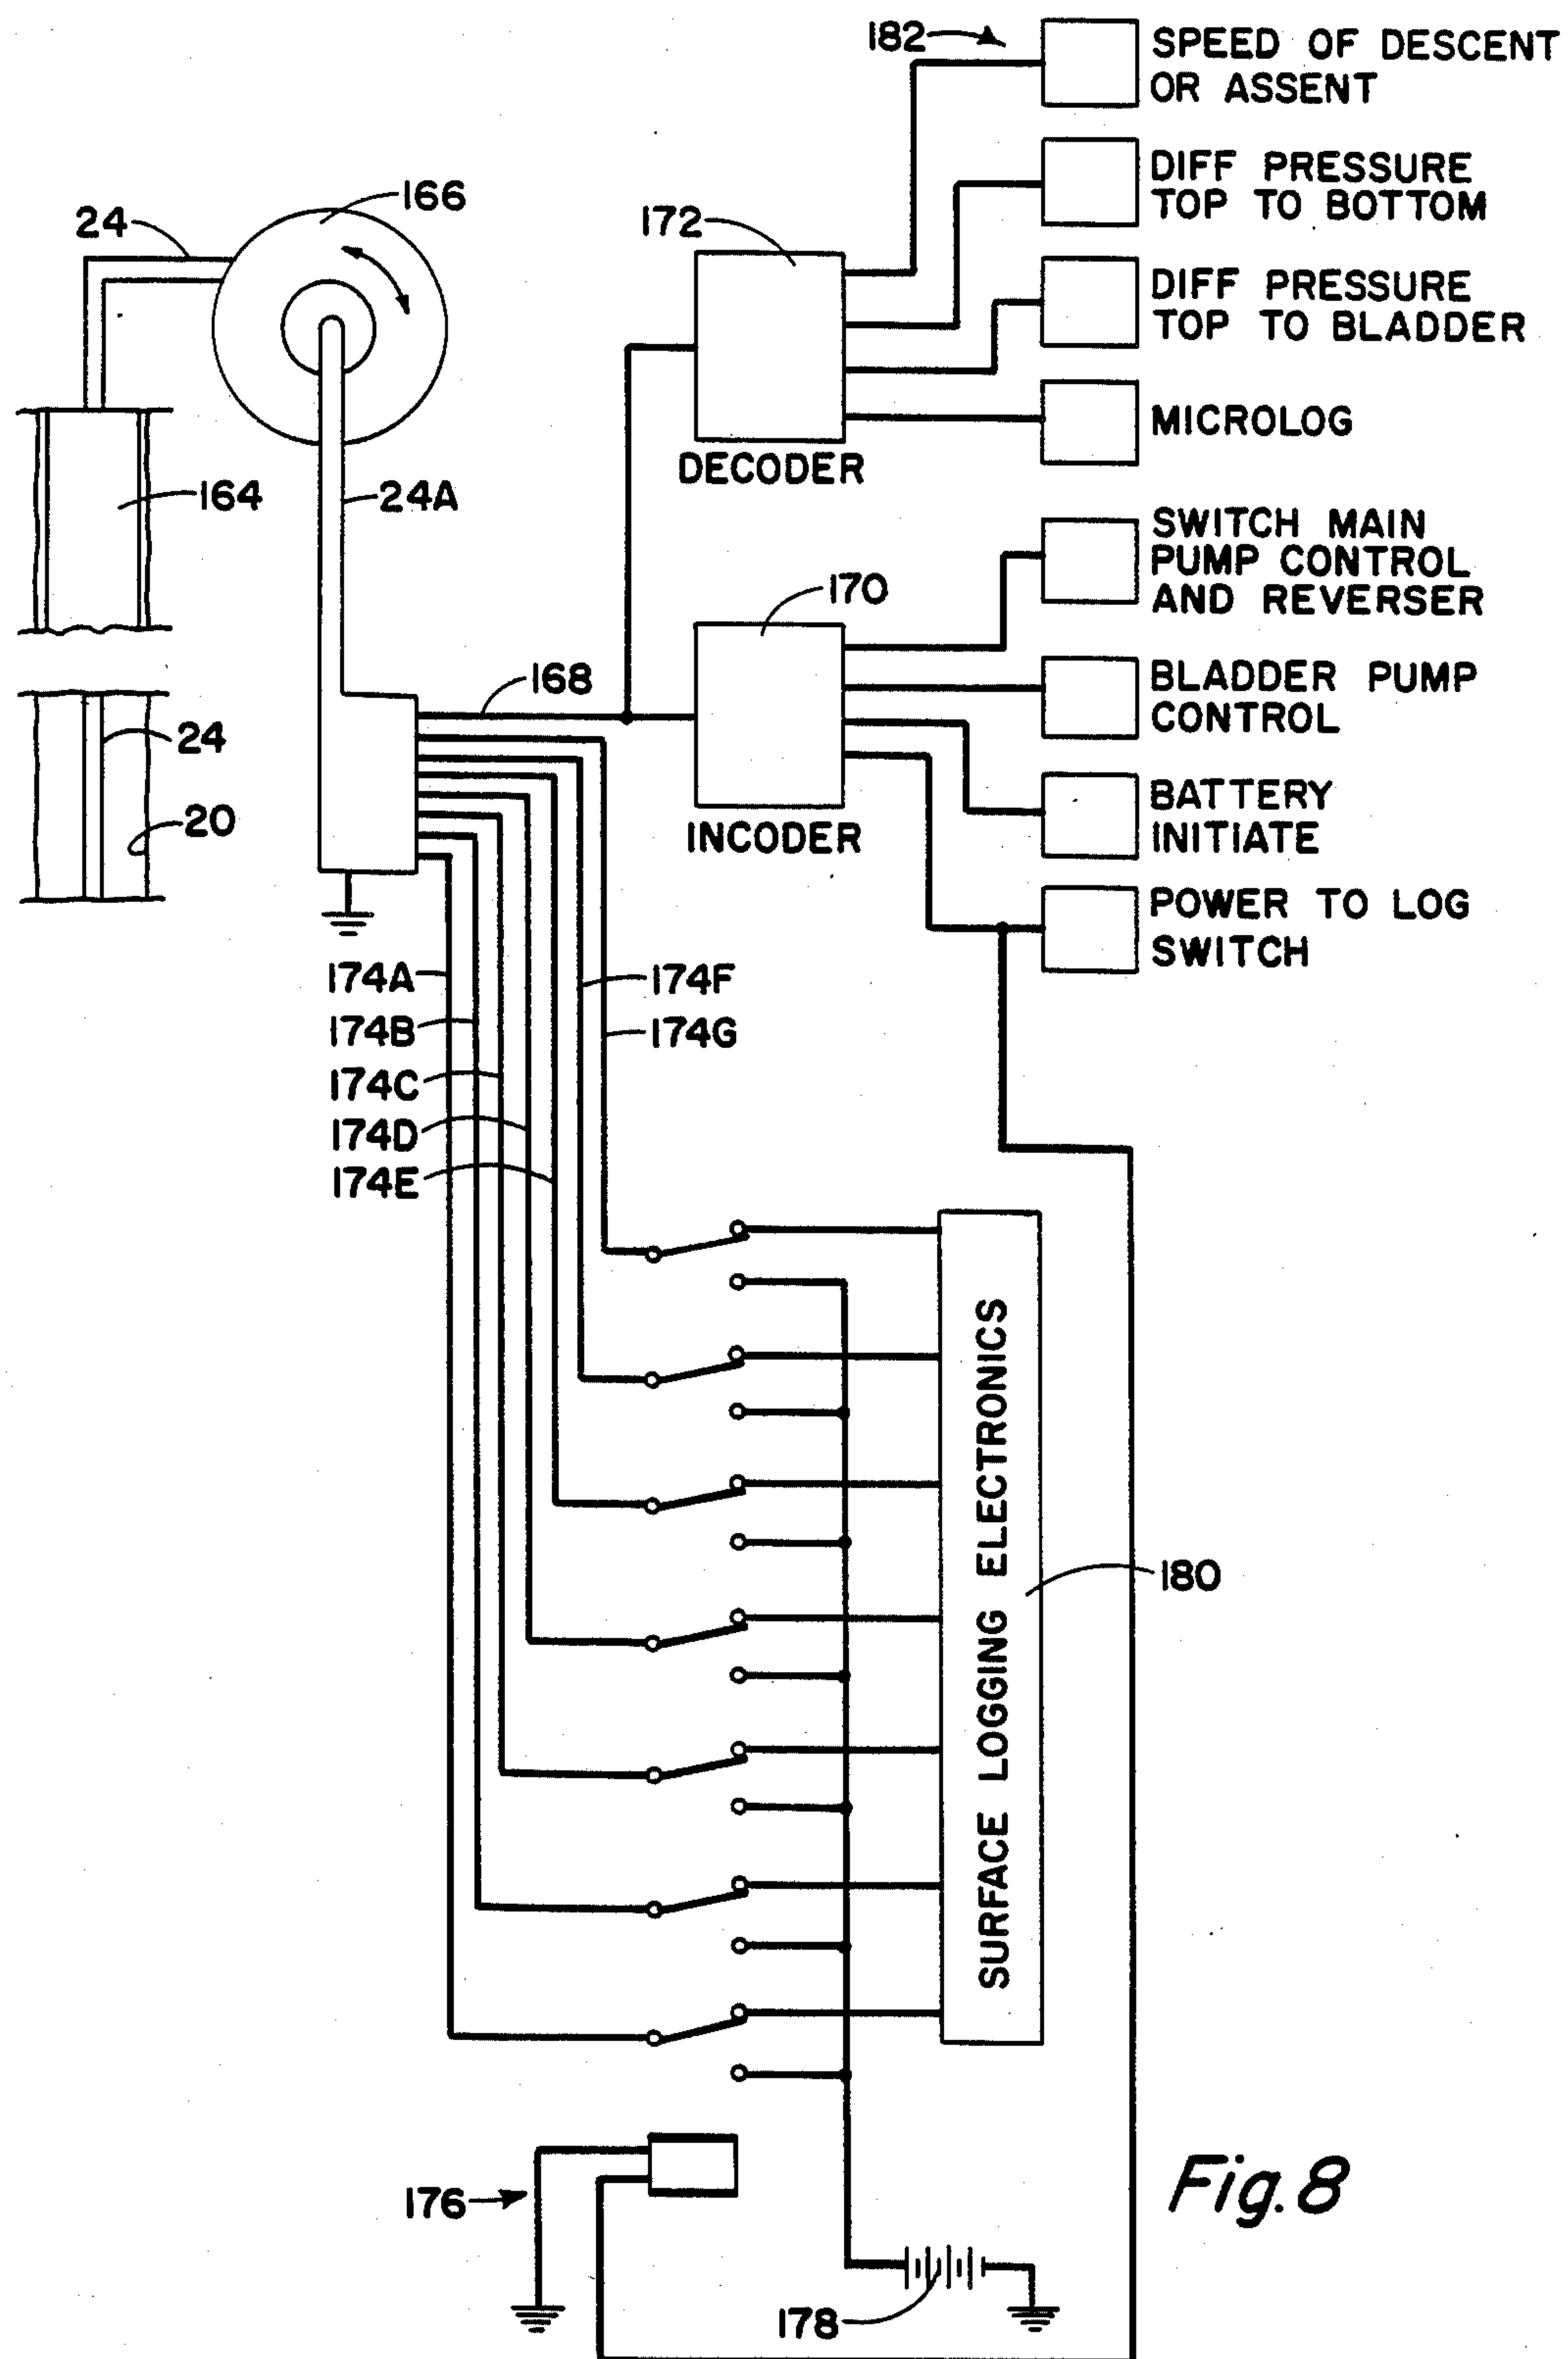 182
SPEED OF DESCENT
OR ASSENT
DIFF PRESSURE
TOP TO BOTTOM
166
24
172
DIFF PRESSURE
TOP TO BLADDER
MICROLOG
DECODER
164
24A
SWITCH MAIN
PUMP CONTROL
AND REVERSER
170
168
BLADDER PUMP
CONTROL
24
20
INCODER
BATTERY
INITIATE
POWER TO LOG
SWITCH
174A
174B
174C
174D
174E
174F
174G
SURFACE LOGGING ELECTRONICS
180
176
178
Fig. 8